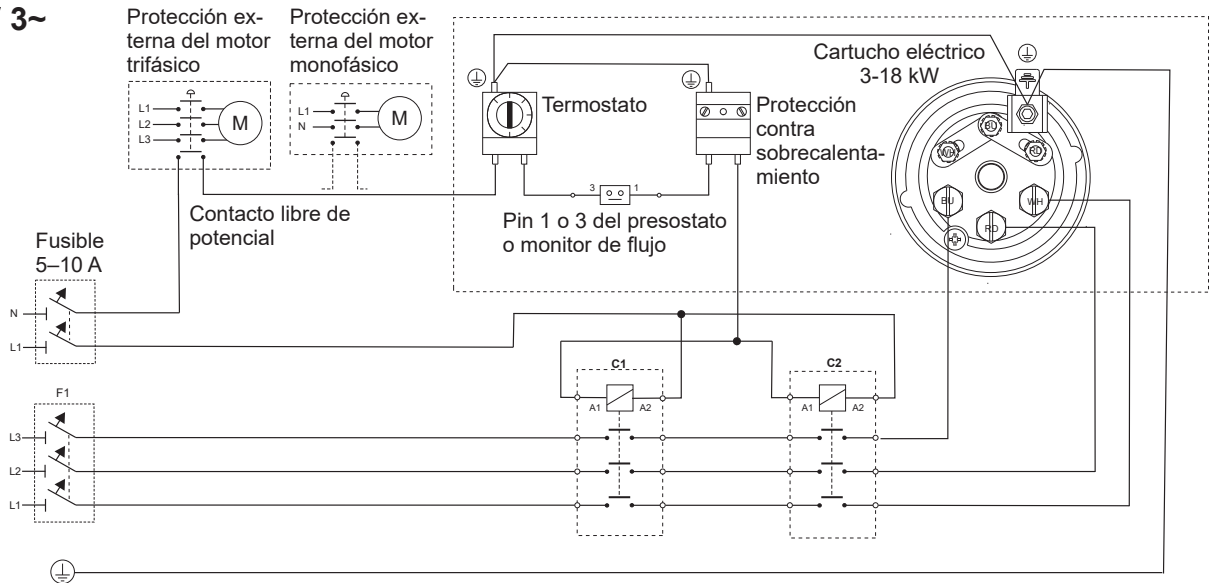 3~
Protección ex-
terna del motor
trifásico
Protección ex-
terna del motor
monofásico
Cartucho eléctrico
3-18 kW
L1
L2
L3
M
L1
N
M
Termostato
Protección
contra
sobrecalenta-
miento
BU
WH
RD
BU
WH
RD
3
1
Contacto libre de
potencial
Pin 1 o 3 del presostato
o monitor de flujo
Fusible
5–10 A
N
L1
C1
C2
A1
A2
A1
A2
F1
L3
L2
L1